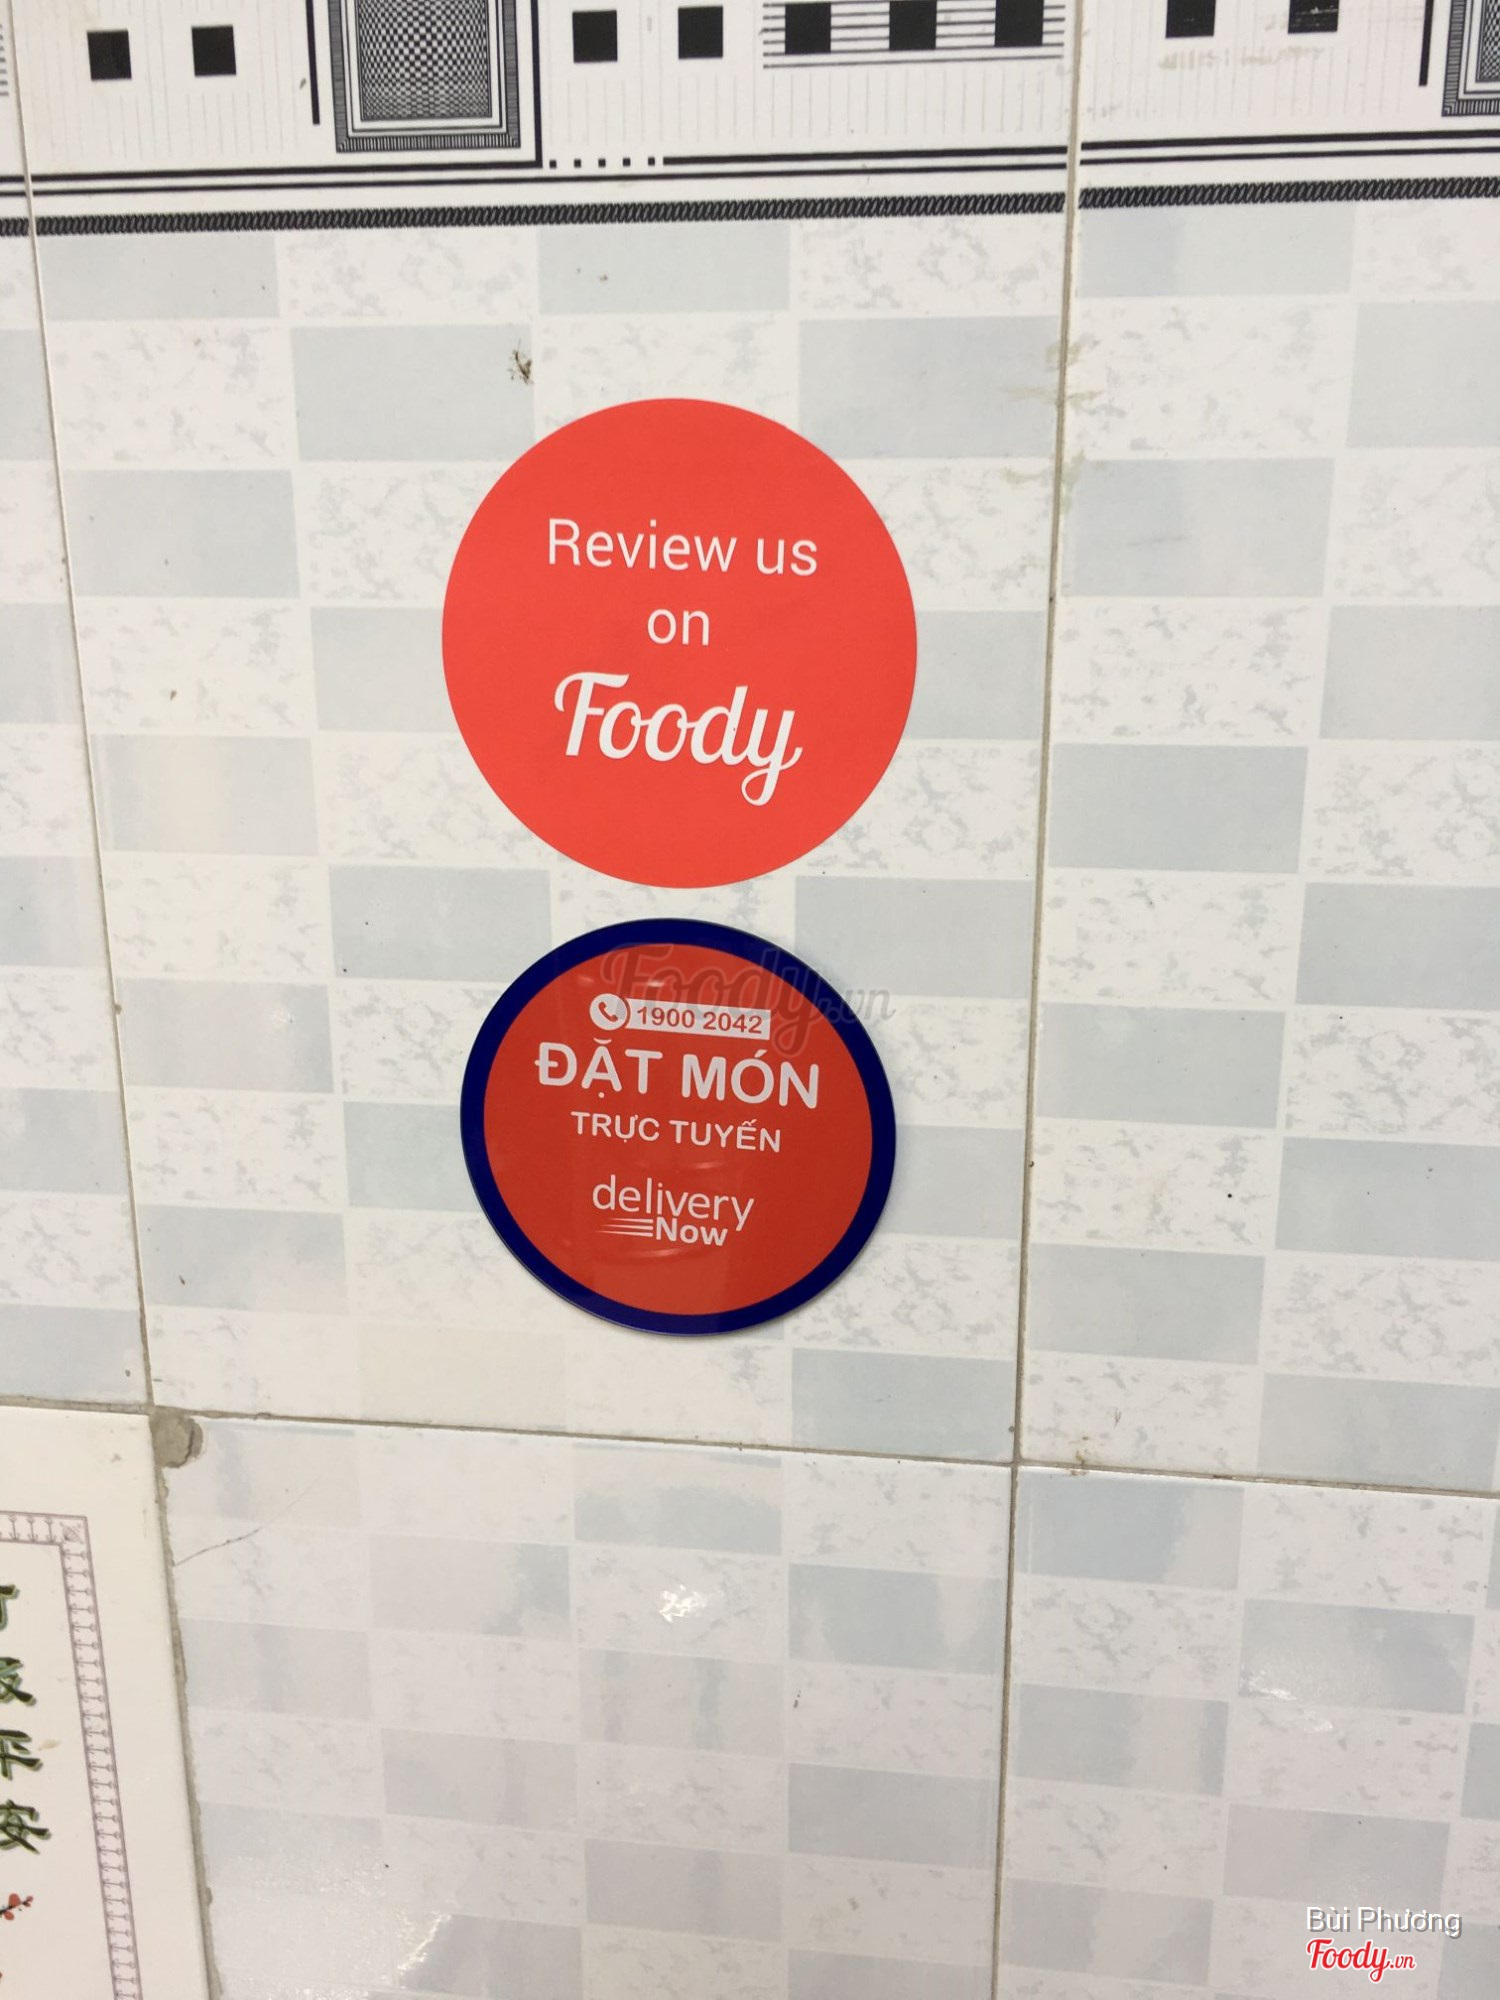 Review us
on
Foody
Foody.vn
1900 2042
ĐẶT MÓN
TRỰC TUYẾN
delivery
Now
Bùi Phương
Foody.vn